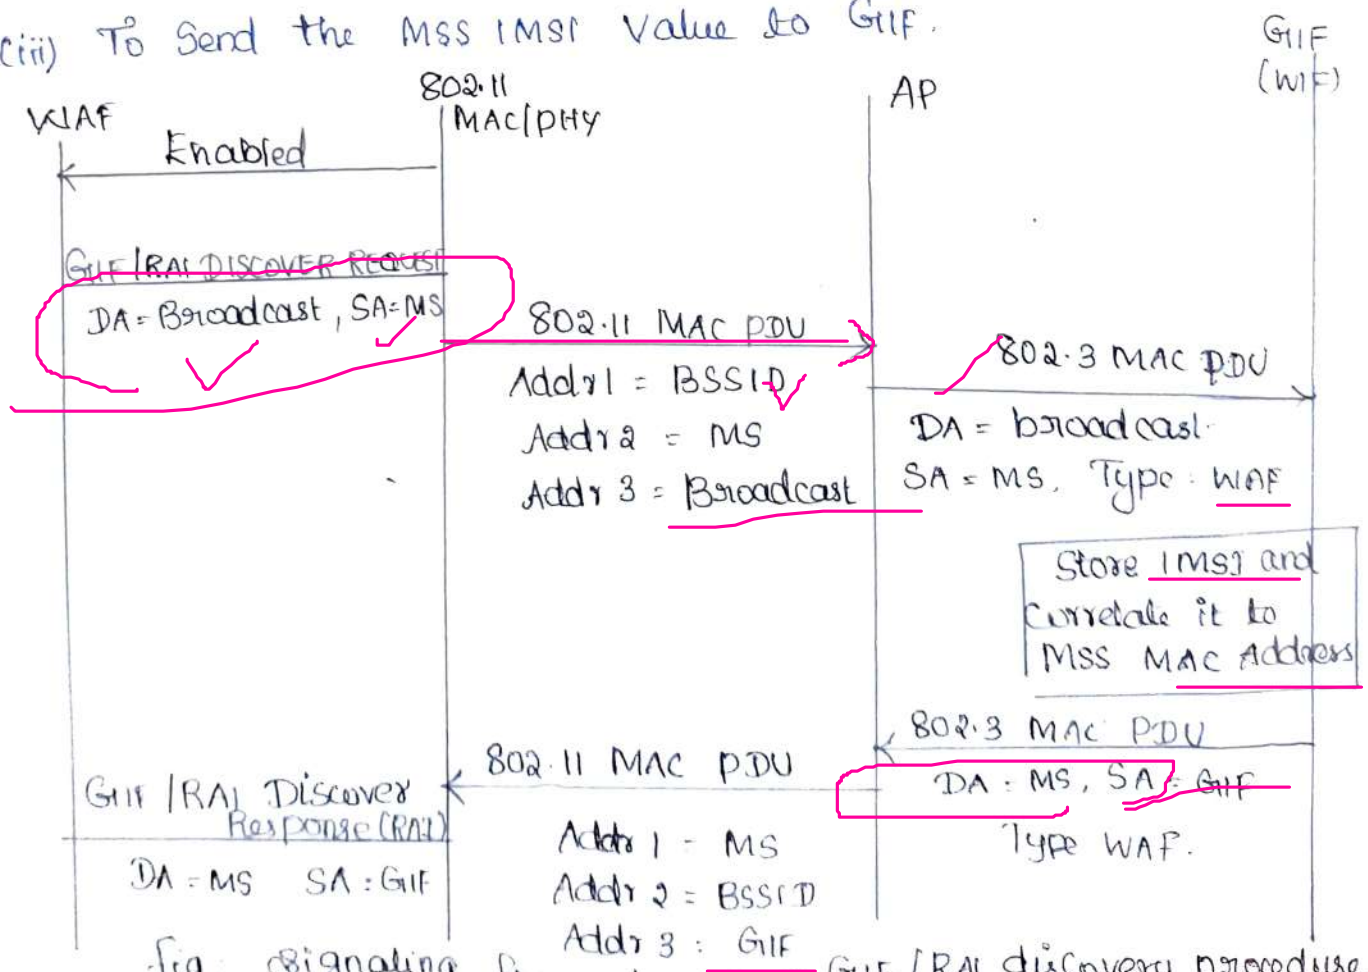 (iii) To Send the MSS IMSI Value to GIF.
GIF
(WIF)
802.11
MAC/PHY
AP
WAF
Enabled
GIF/RAI DISCOVER REQUEST
DA = Broadcast, SA = MS
802.11 MAC PDU
Addr1 = BSSID
Addr 2 = MS
Addr 3 = Broadcast
802.3 MAC PDU
DA = broadcast.
SA = MS, Type : WAF
Store IMSI and
Currelate it to
MSS MAC Address
802.3 MAC PDU
DA : MS, SA : GIF
Type WAF.
802.11 MAC PDU
Addr 1 = MS
Addr 2 = BSSID
Addr 3 : GIF
GIF /RAI Discover
Response (RAI)
DA = MS SA : GIF
fig signaling GIF / RAI discovery procedure